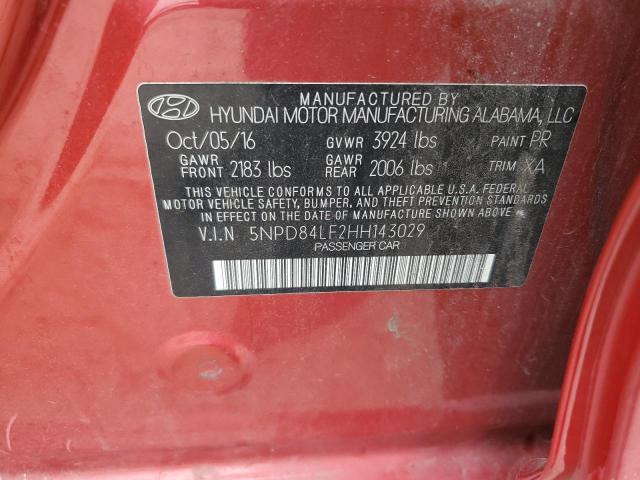 MANUFACTURED BY
HYUNDAI MOTOR MANUFACTURING ALABAMA, LLC
Oct/05/16 GVWR 3924 lbs PAINT PR
GAWR FRONT 2183 lbs GAWR REAR 2006 lbs TRIM XA
THIS VEHICLE CONFORMS TO ALL APPLICABLE U.S.A. FEDERAL
MOTOR VEHICLE SAFETY, BUMPER, AND THEFT PREVENTION STANDARDS
IN EFFECT ON THE DATE OF MANUFACTURE SHOWN ABOVE.
V.I.N 5NPD84LF2HH143029
PASSENGER CAR